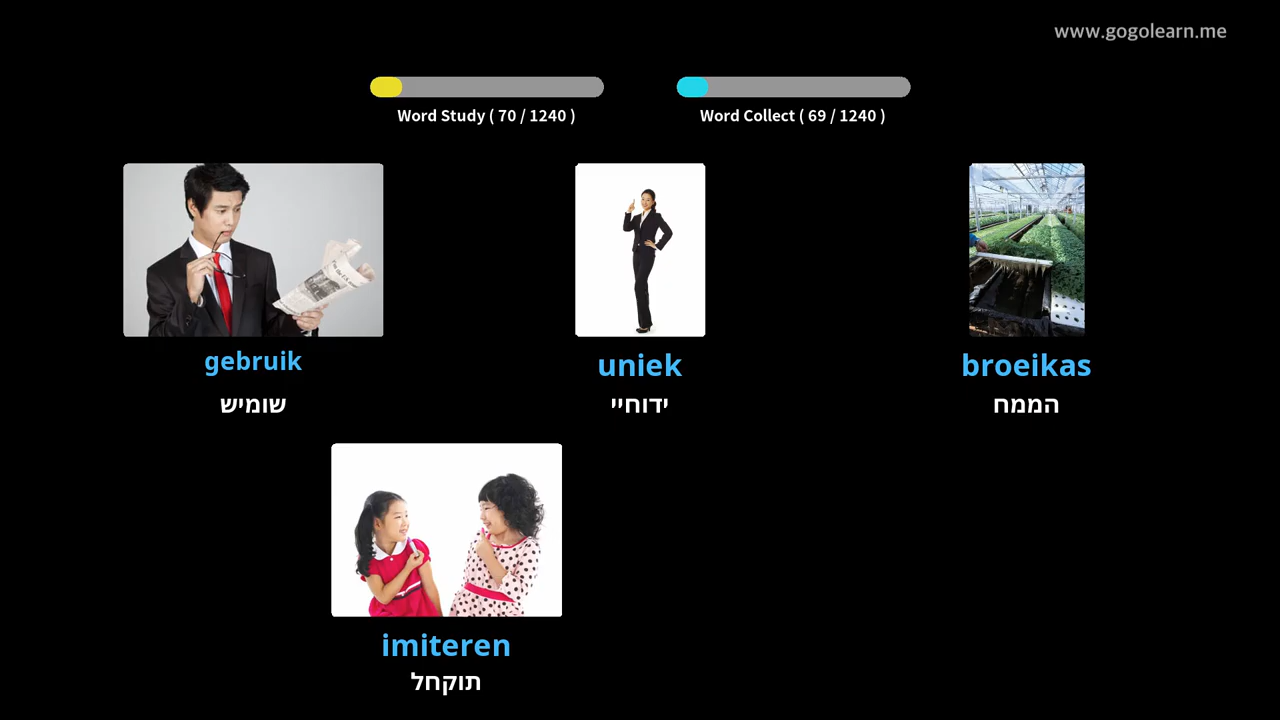 www.gogolearn.me
Word Study ( 70 / 1240 )
Word Collect ( 69 / 1240 )
gebruik
שומיש
uniek
ידוחיי
broeikas
הממח
imiteren
תוקחל